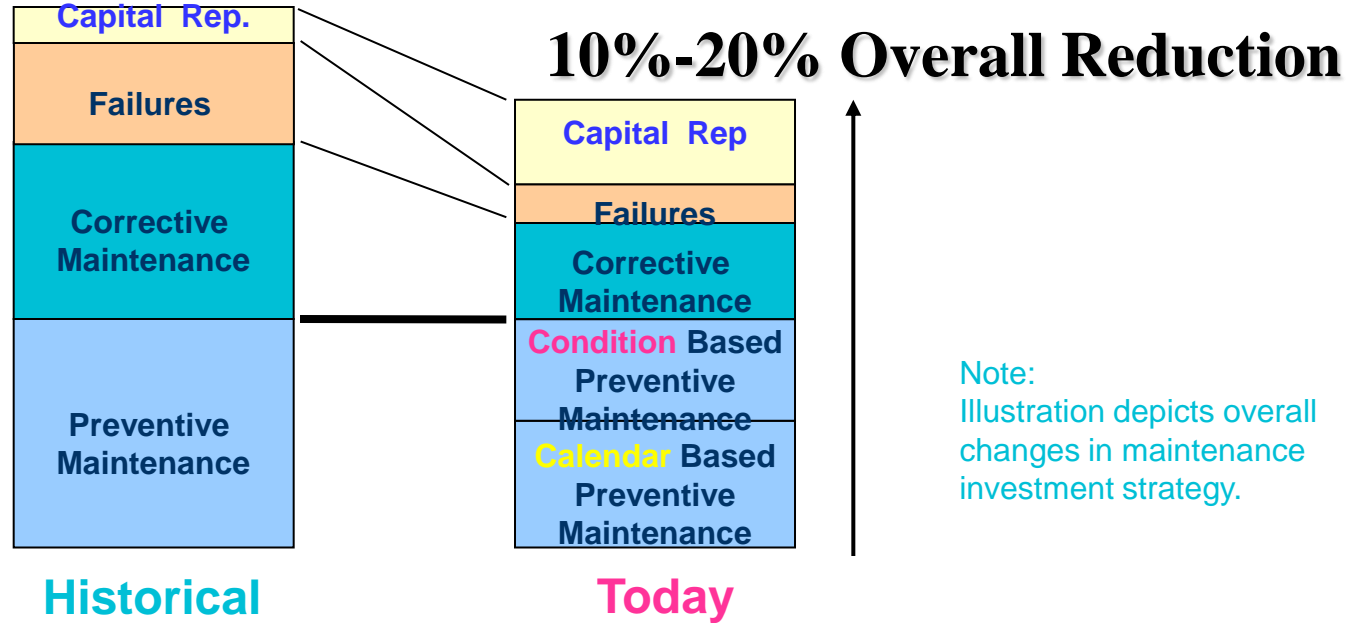 10%-20% Overall Reduction
Capital Rep.
Failures
Corrective
Maintenance
Preventive
Maintenance
Historical
Capital Rep
Failures
Corrective
Maintenance
Condition Based
Preventive
Maintenance
Calendar Based
Preventive
Maintenance
Today
Note:
Illustration depicts overall
changes in maintenance
investment strategy.